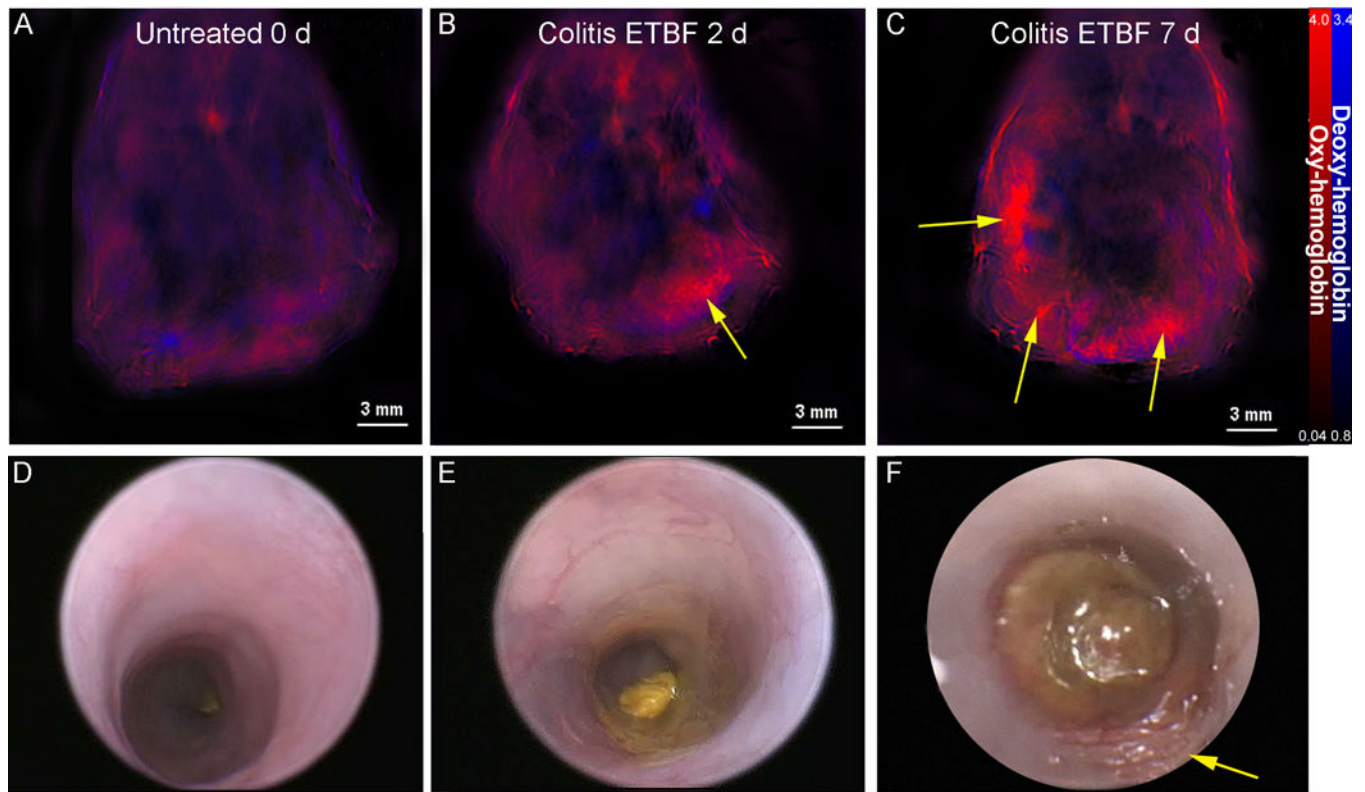 A
Untreated 0 d
3 mm
B
Colitis ETBF 2 d
3 mm
C
Colitis ETBF 7 d
3 mm
4.0
3.4
Oxy-hemoglobin
Deoxy-hemoglobin
0.04
0.8
D
E
F